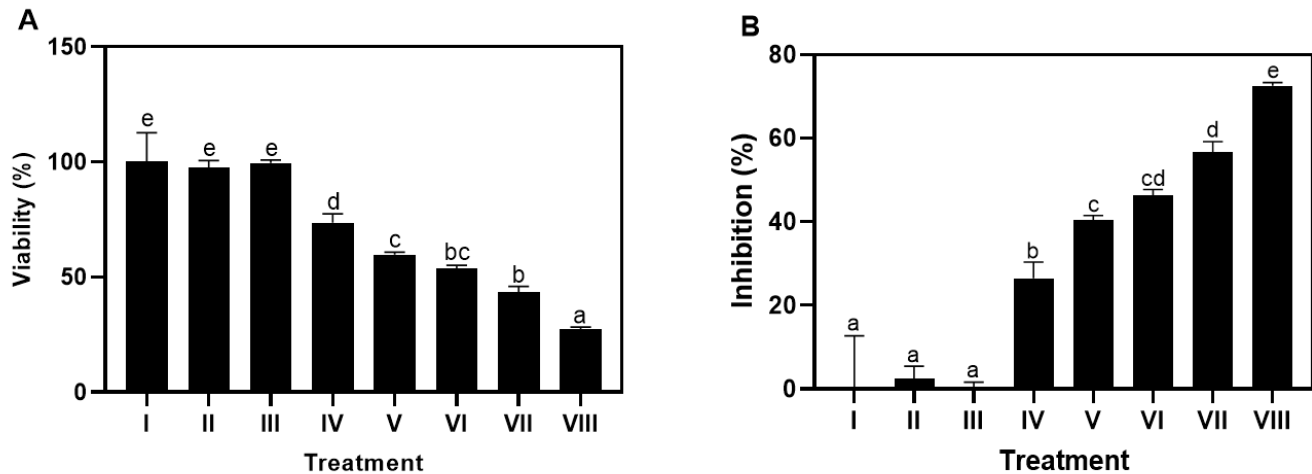 A
Viability (%)
150
100
50
0
e
e
e
d
c
bc
b
a
I II III IV V VI VII VIII
Treatment
B
Inhibition (%)
80
60
40
20
0
a
a
a
b
c
cd
d
e
I II III IV V VI VII VIII
Treatment